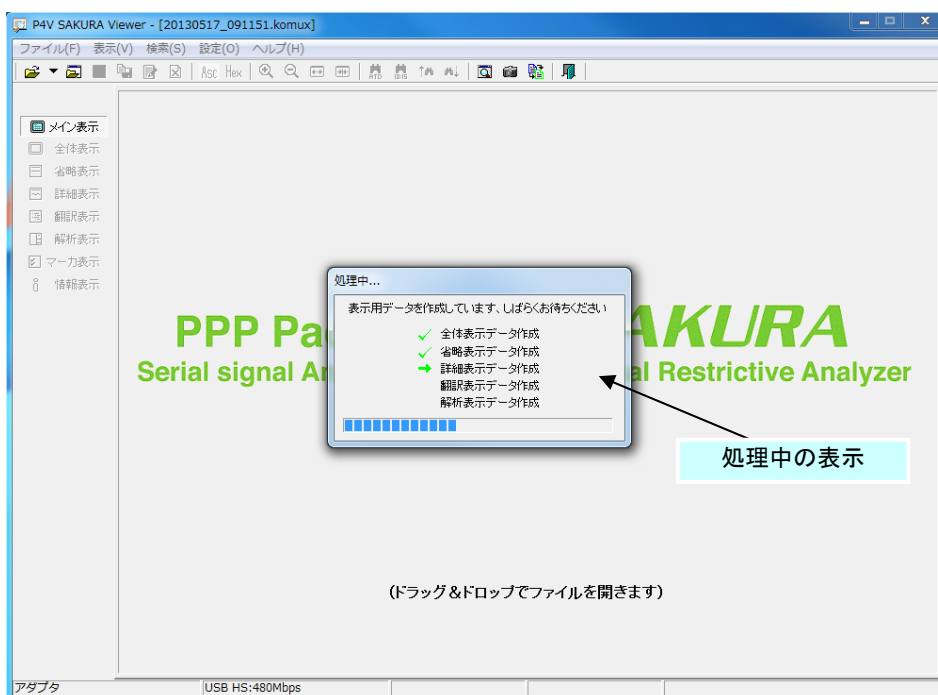 P4V SAKURA Viewer - [20130517_091151.komux]
ファイル(F) 表示(V) 検索(S) 設定(O) ヘルプ(H)
Asc Hex
メイン表示
全体表示
省略表示
詳細表示
翻訳表示
解析表示
マーカ表示
情報表示
処理中...
表示用データを作成しています、しばらくお待ちください
全体表示データ作成
省略表示データ作成
詳細表示データ作成
翻訳表示データ作成
解析表示データ作成
PPP Pa AKURA
Serial signal Ar al Restrictive Analyzer
処理中の表示
(ドラッグ&ドロップでファイルを開きます)
アダプタ USB HS:480Mbps